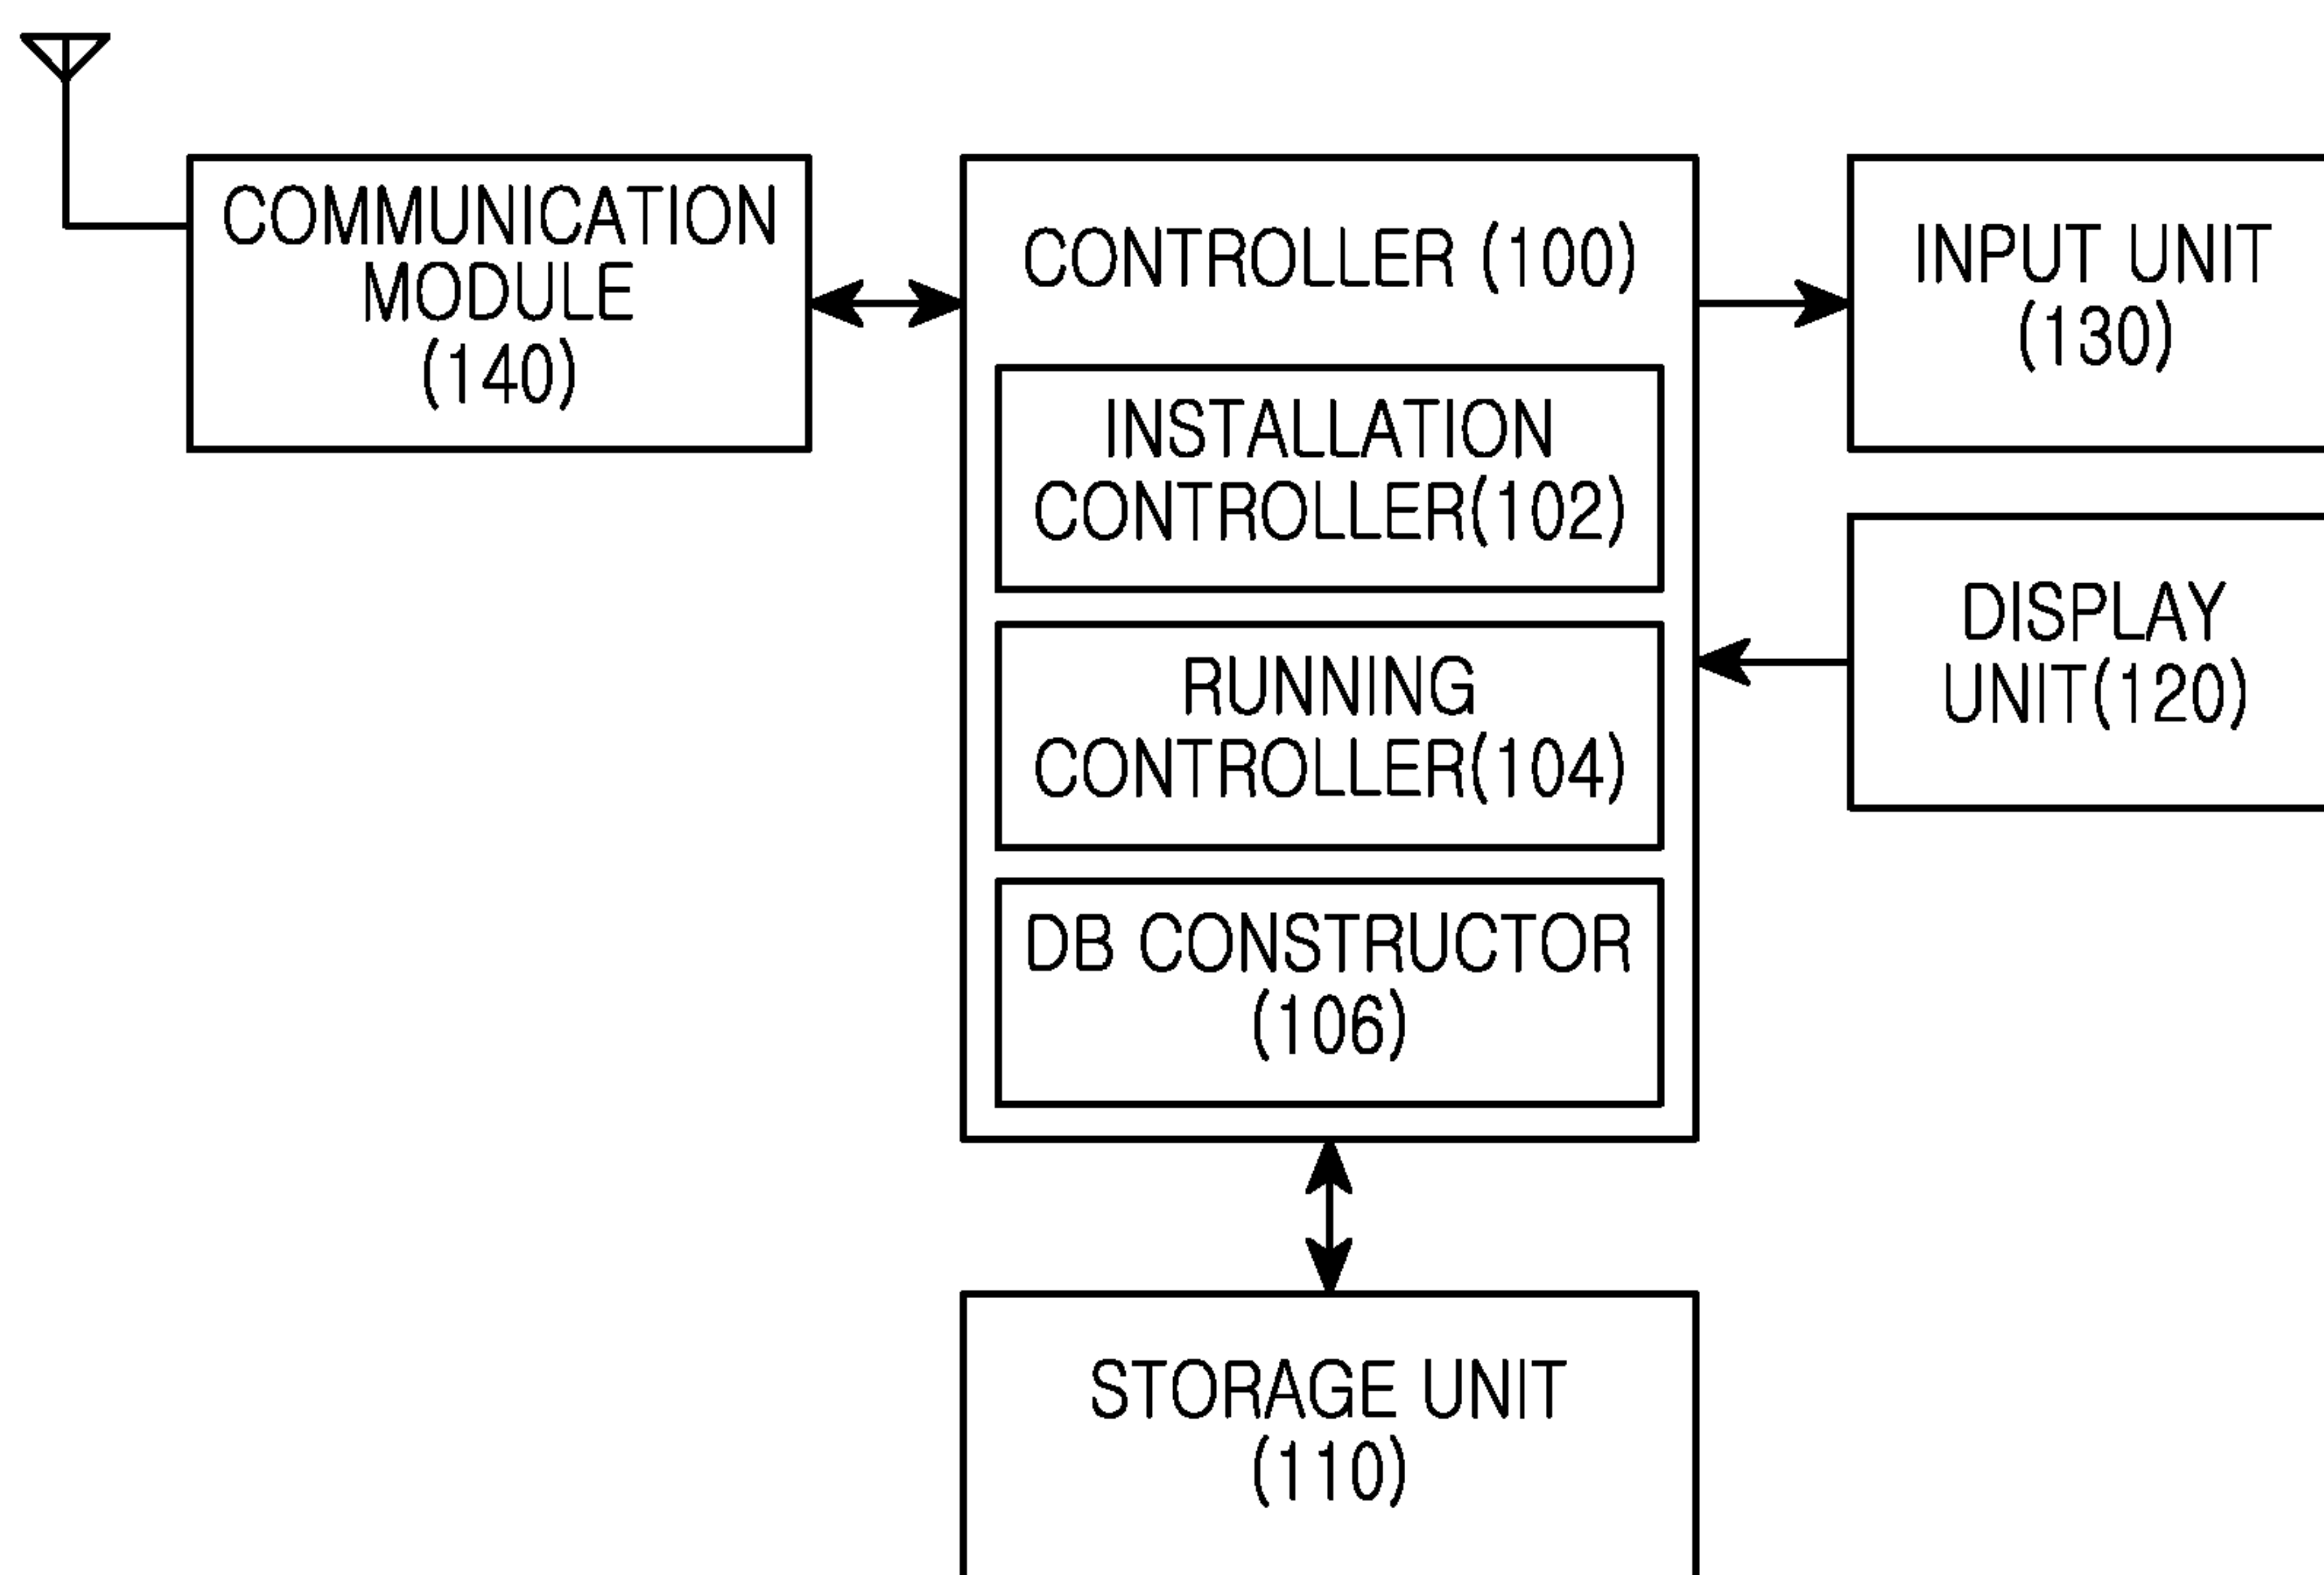 COMMUNICATION
MODULE
(140)
CONTROLLER (100)
INSTALLATION
CONTROLLER(102)
RUNNING
CONTROLLER(104)
DB CONSTRUCTOR
(106)
INPUT UNIT
(130)
DISPLAY
UNIT(120)
STORAGE UNIT
(110)